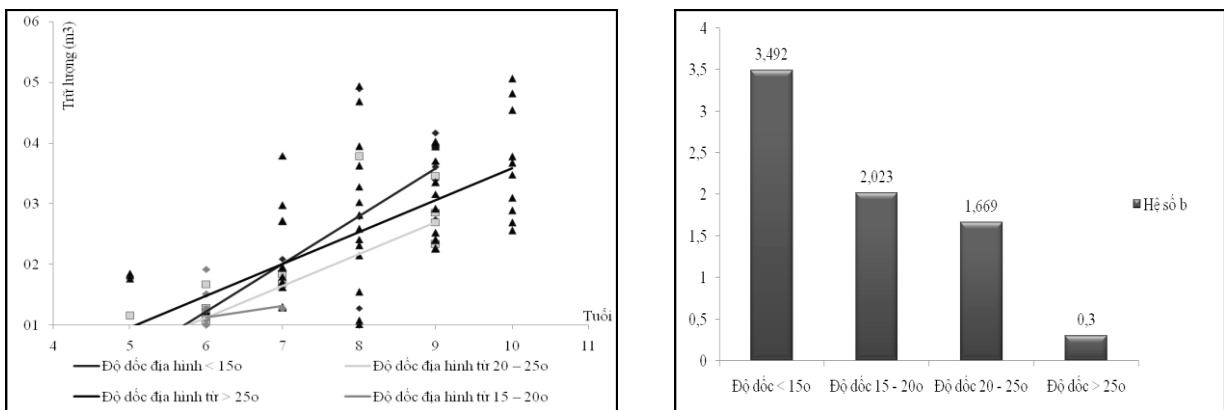 06
05
04
03
02
01
Trữ lượng (m3)
Tuổi
4
5
6
7
8
9
10
11
Độ dốc địa hình < 15o
Độ dốc địa hình từ 20 – 25o
Độ dốc địa hình từ > 25o
Độ dốc địa hình từ 15 – 20o
4
3,5
3
2,5
2
1,5
1
0,5
0
3,492
2,023
1,669
0,3
Hệ số b
Độ dốc < 15o
Độ dốc 15 - 20o
Độ dốc 20 - 25o
Độ dốc > 25o